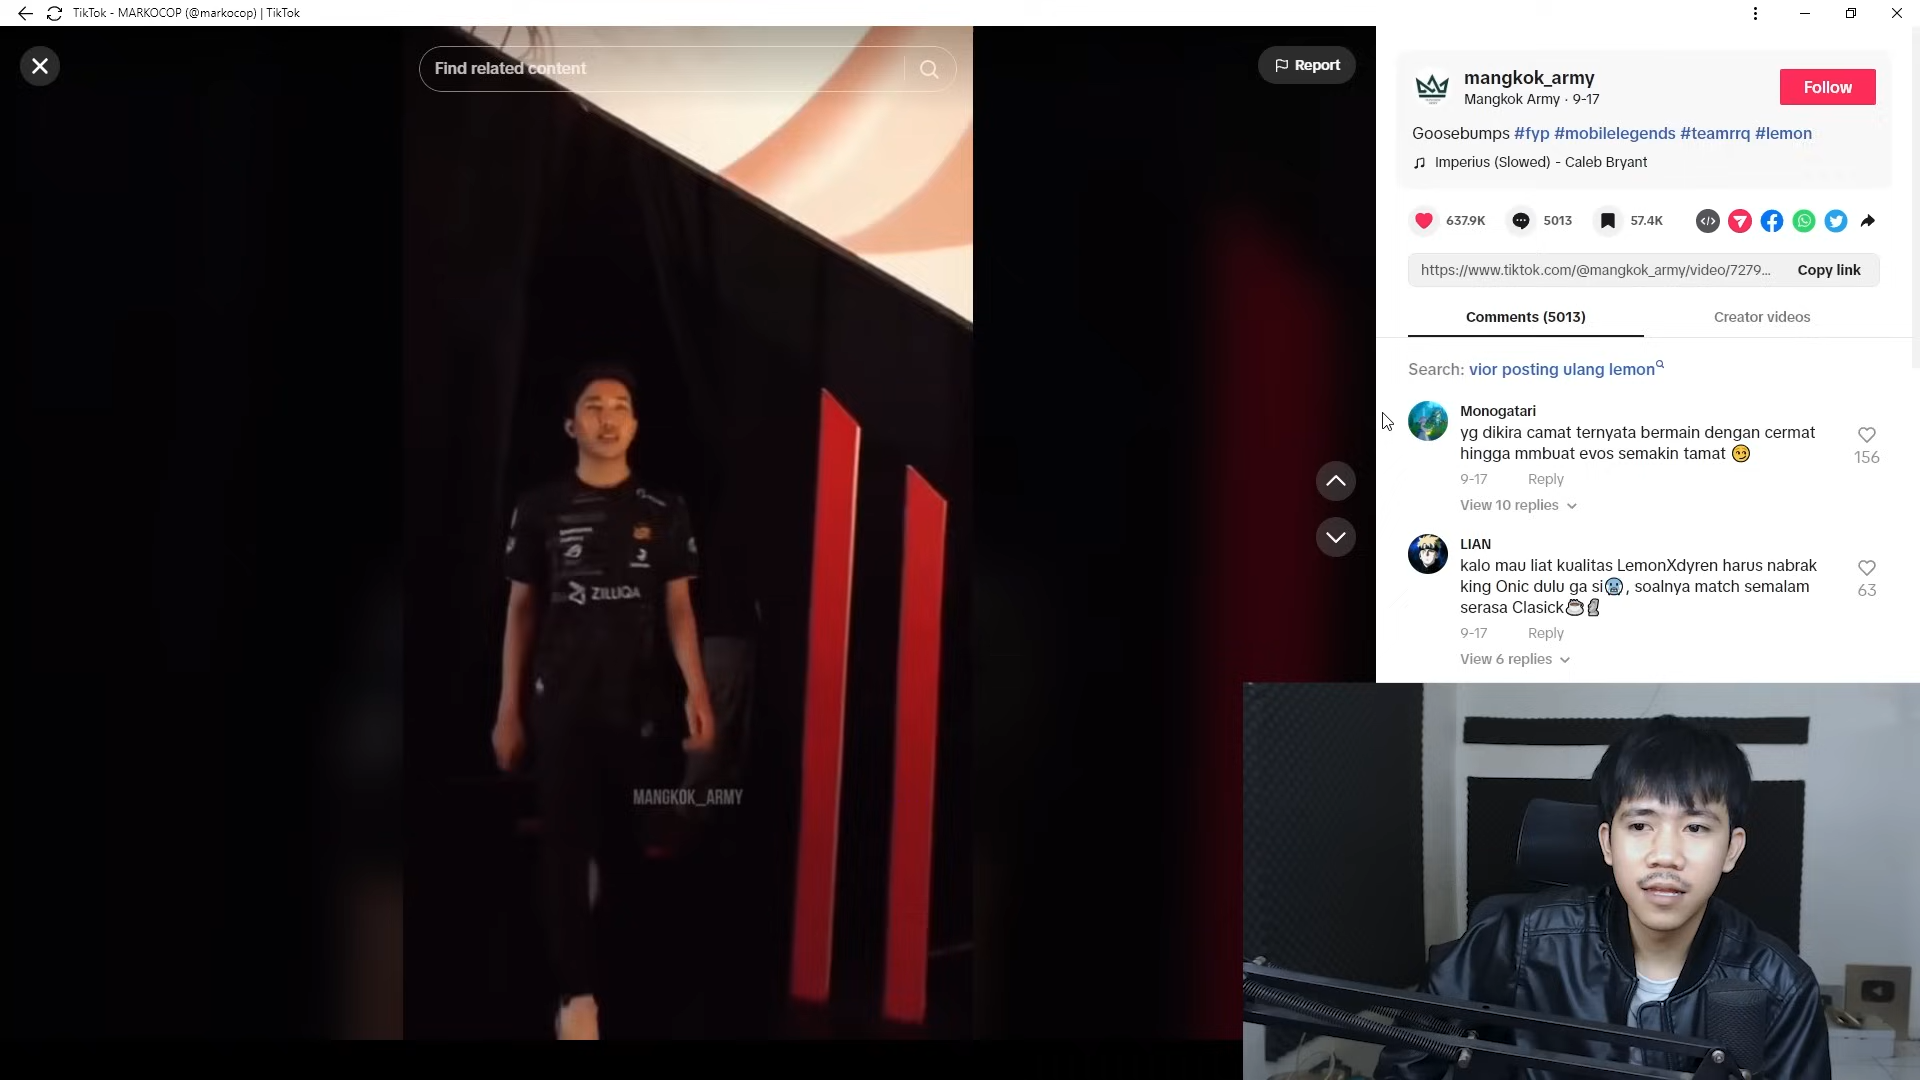 TikTok - MARKOCOP (@markocop) | TikTok
Find related content
Report
mangkok_army
Mangkok Army · 9-17
Follow
Goosebumps #fyp #mobilelegends #teamrrq #lemon
Imperius (Slowed) - Caleb Bryant
637.9K
5013
57.4K
https://www.tiktok.com/@mangkok_army/video/7279...
Copy link
Comments (5013)
Creator videos
Search: vior posting ulang lemon
Monogatari
yg dikira camat ternyata bermain dengan cermat
hingga mmbuat evos semakin tamat 😏
156
9-17
Reply
View 10 replies
LIAN
kalo mau liat kualitas LemonXdyren harus nabrak
king Onic dulu ga si🥶, soalnya match semalam
serasa Clasick☕🗿
63
9-17
Reply
View 6 replies
ZILLIQA
MANGKOK_ARMY